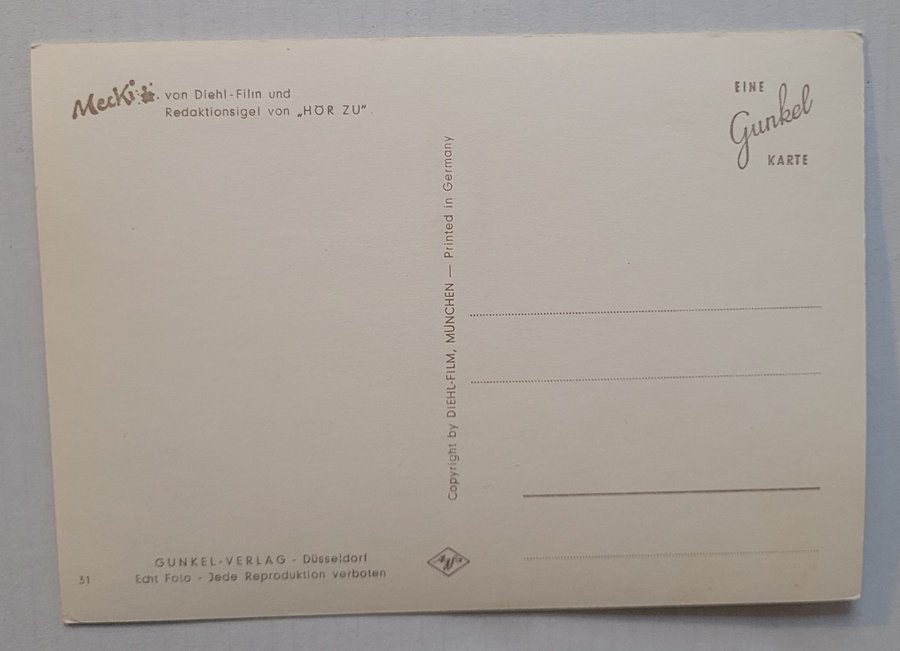 Mecki von Diehl-Film und
Redaktionsigel von „HÖR ZU"
EINE
Gunkel
KARTE
Copyright by DIEHL-FILM, MÜNCHEN — Printed in Germany
GUNKEL-VERLAG - Düsseldorf
31 Echt Foto - Jede Reproduktion verboten
Agfa